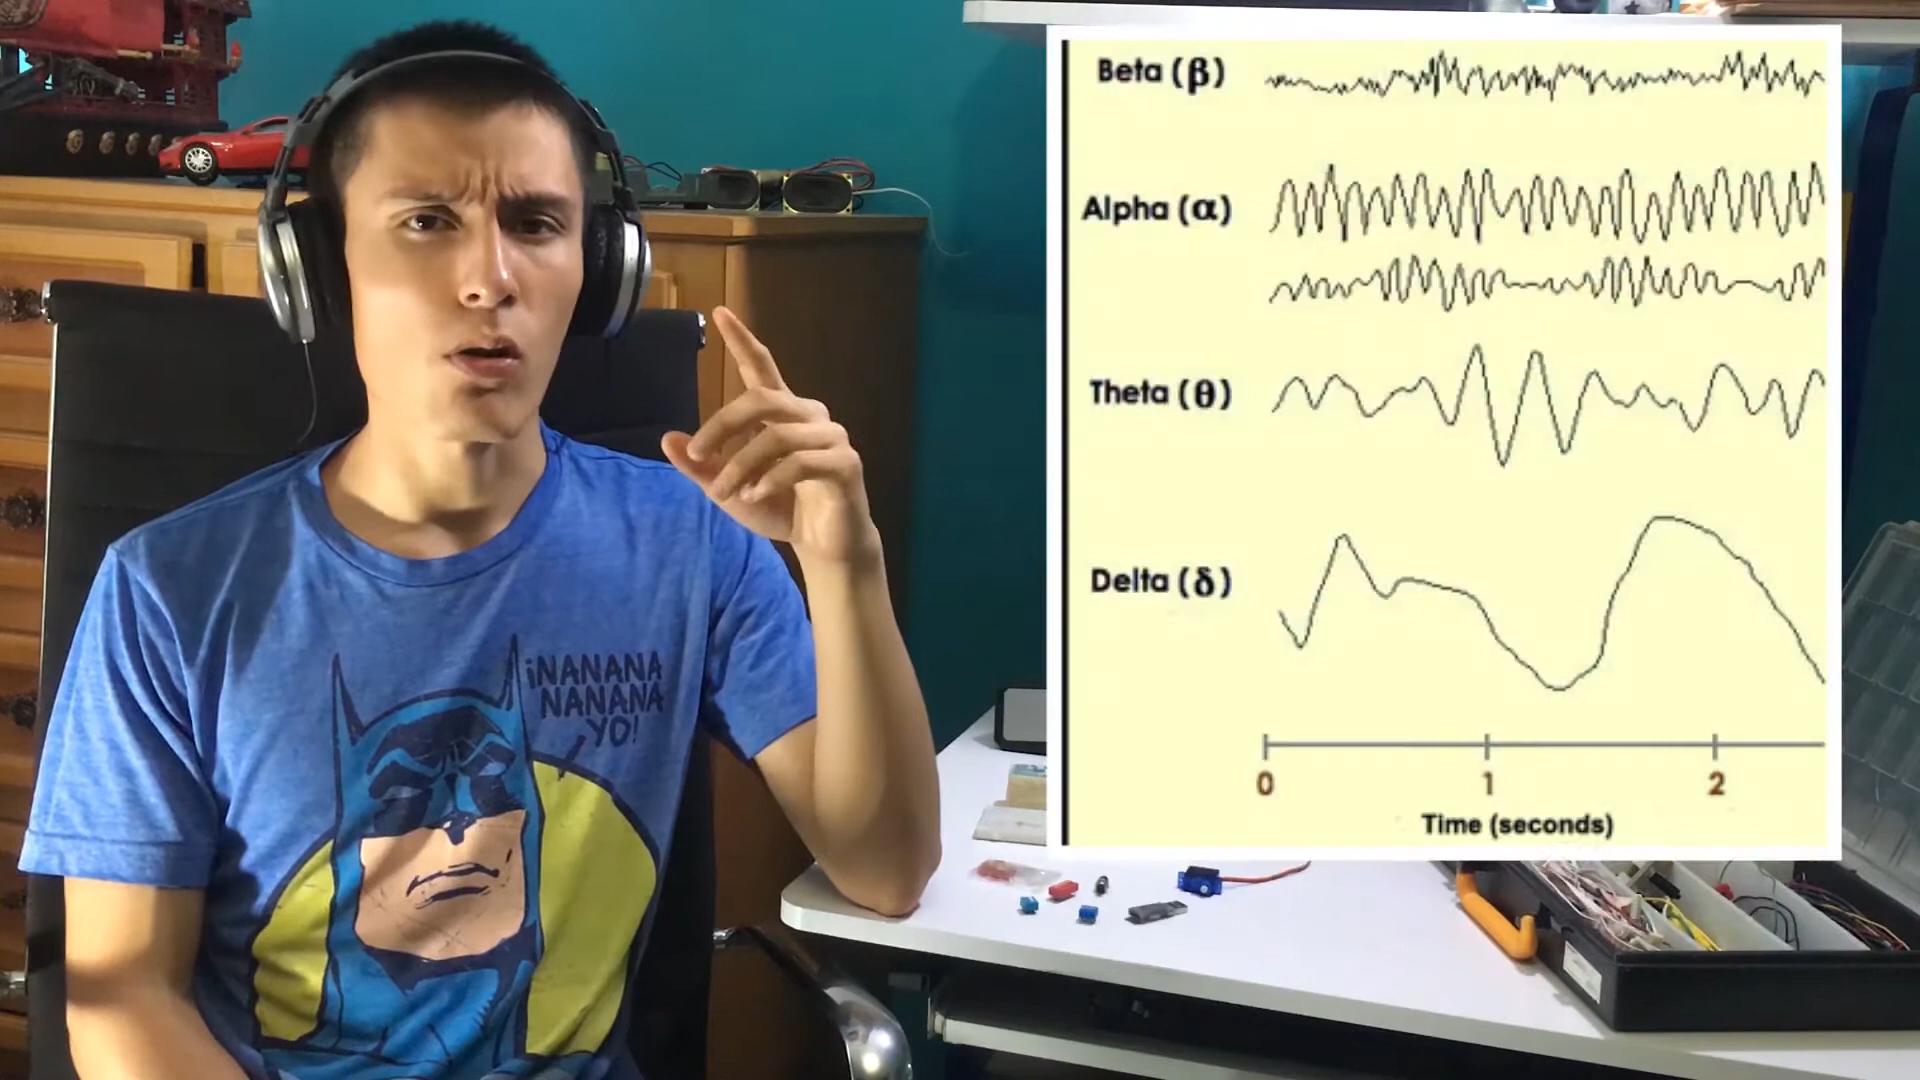 Beta (β)
Alpha (α)
Theta (θ)
Delta (δ)
0 1 2
Time (seconds)
¡NANANA
NANANA
YO!